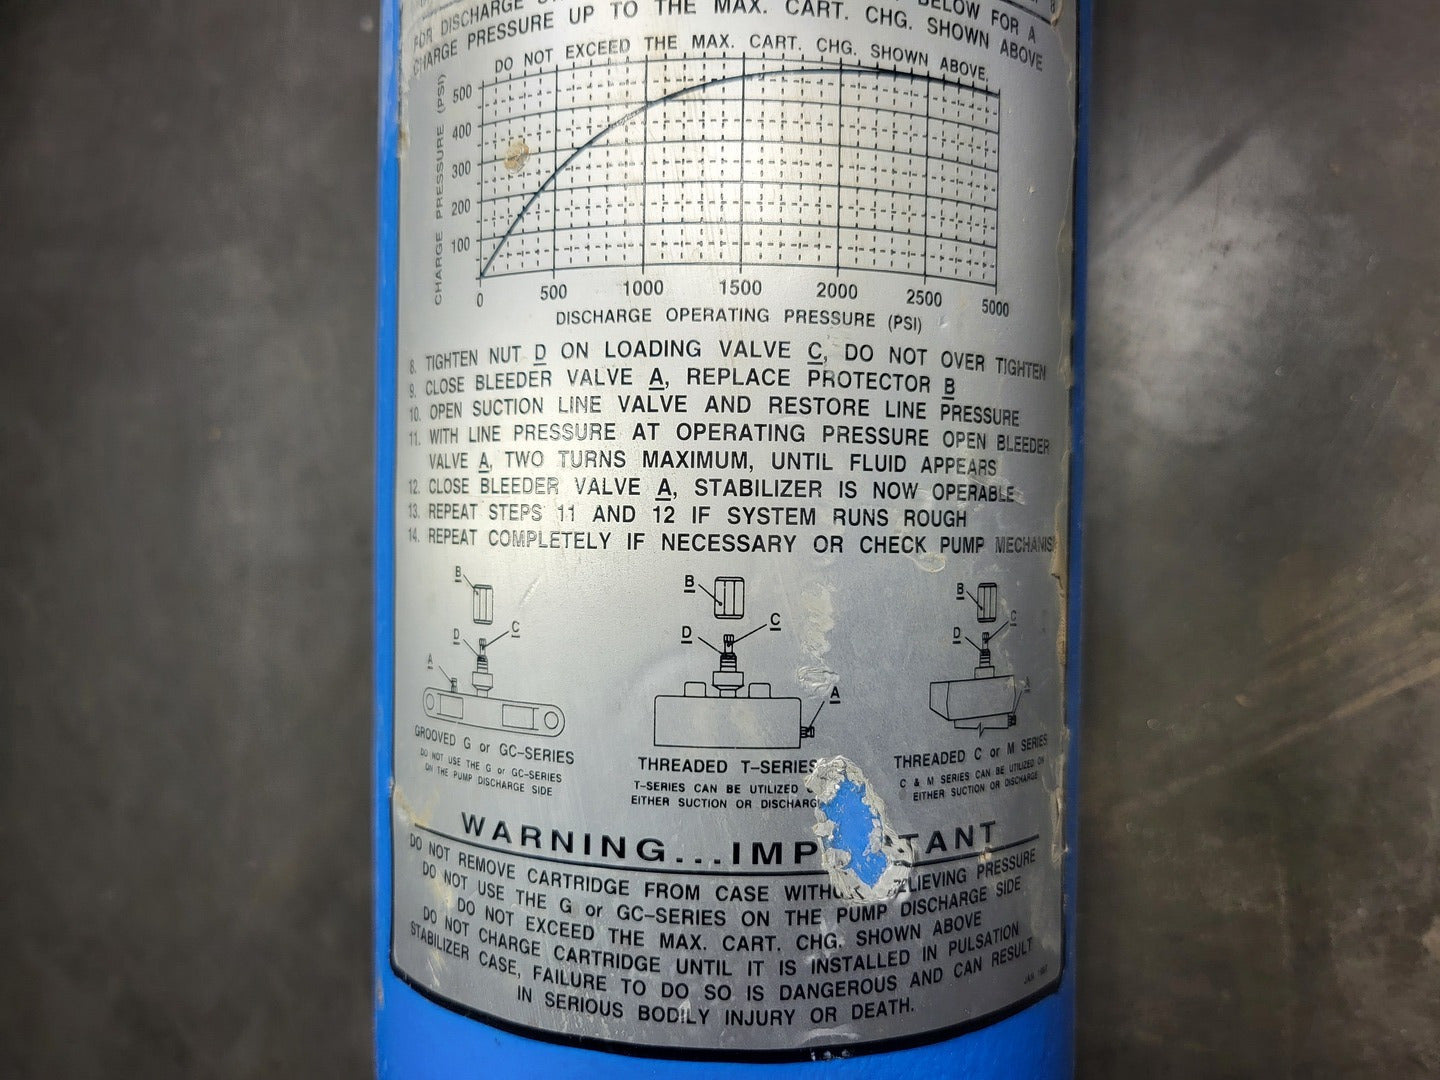 FOR DISCHARGE BELOW FOR A
CHARGE PRESSURE UP TO THE MAX. CART. CHG. SHOWN ABOVE
DO NOT EXCEED THE MAX. CART. CHG. SHOWN ABOVE.
CHARGE PRESSURE (PSI)
500
400
300
200
100
0 500 1000 1500 2000 2500 5000
DISCHARGE OPERATING PRESSURE (PSI)
8. TIGHTEN NUT D ON LOADING VALVE C, DO NOT OVER TIGHTEN
9. CLOSE BLEEDER VALVE A, REPLACE PROTECTOR B
10. OPEN SUCTION LINE VALVE AND RESTORE LINE PRESSURE
11. WITH LINE PRESSURE AT OPERATING PRESSURE OPEN BLEEDER
VALVE A, TWO TURNS MAXIMUM, UNTIL FLUID APPEARS
12. CLOSE BLEEDER VALVE A, STABILIZER IS NOW OPERABLE
13. REPEAT STEPS 11 AND 12 IF SYSTEM RUNS ROUGH
14. REPEAT COMPLETELY IF NECESSARY OR CHECK PUMP MECHANIS
B
D
C
A
GROOVED G or GC-SERIES
DO NOT USE THE G or GC-SERIES
ON THE PUMP DISCHARGE SIDE
B
D
C
A
THREADED T-SERIES
T-SERIES CAN BE UTILIZED
EITHER SUCTION OR DISCHARG
B
D
C
A
THREADED C or M SERIES
C & M SERIES CAN BE UTILIZED ON
EITHER SUCTION OR DISCHARGE
WARNING...IMP TANT
DO NOT REMOVE CARTRIDGE FROM CASE WITHO LIEVING PRESSURE
DO NOT USE THE G or GC-SERIES ON THE PUMP DISCHARGE SIDE
DO NOT EXCEED THE MAX. CART. CHG. SHOWN ABOVE
DO NOT CHARGE CARTRIDGE UNTIL IT IS INSTALLED IN PULSATION
STABILIZER CASE, FAILURE TO DO SO IS DANGEROUS AND CAN RESULT
IN SERIOUS BODILY INJURY OR DEATH.